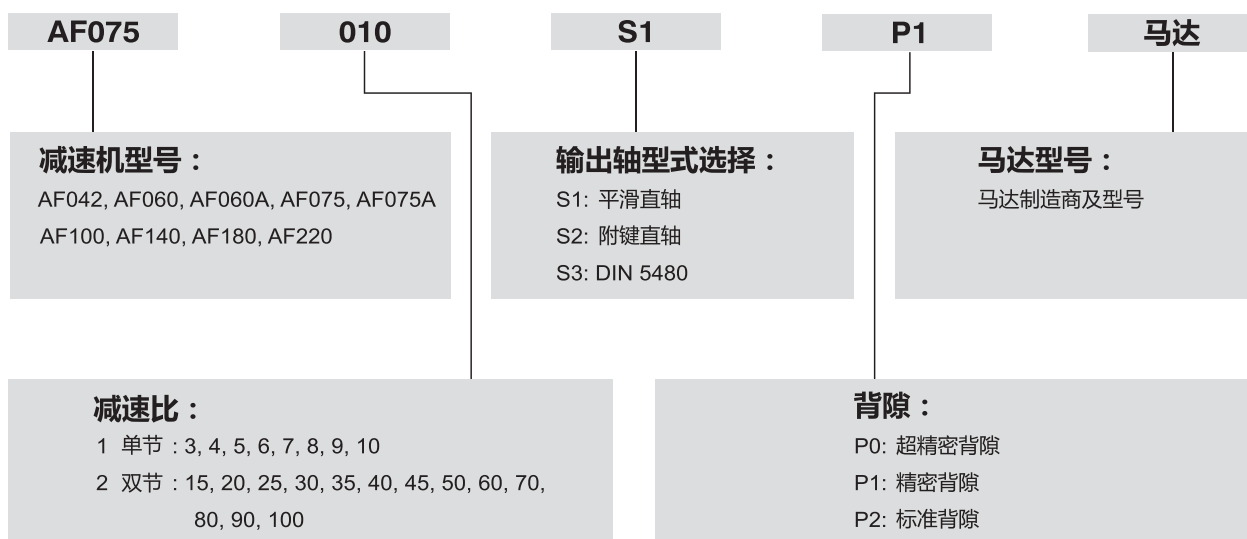 AF075
010
S1
P1
马达
减速机型号：
AF042, AF060, AF060A, AF075, AF075A
AF100, AF140, AF180, AF220
输出轴型式选择：
S1: 平滑直轴
S2: 附键直轴
S3: DIN 5480
马达型号：
马达制造商及型号
减速比：
1 单节 : 3, 4, 5, 6, 7, 8, 9, 10
2 双节 : 15, 20, 25, 30, 35, 40, 45, 50, 60, 70,
80, 90, 100
背隙：
P0: 超精密背隙
P1: 精密背隙
P2: 标准背隙